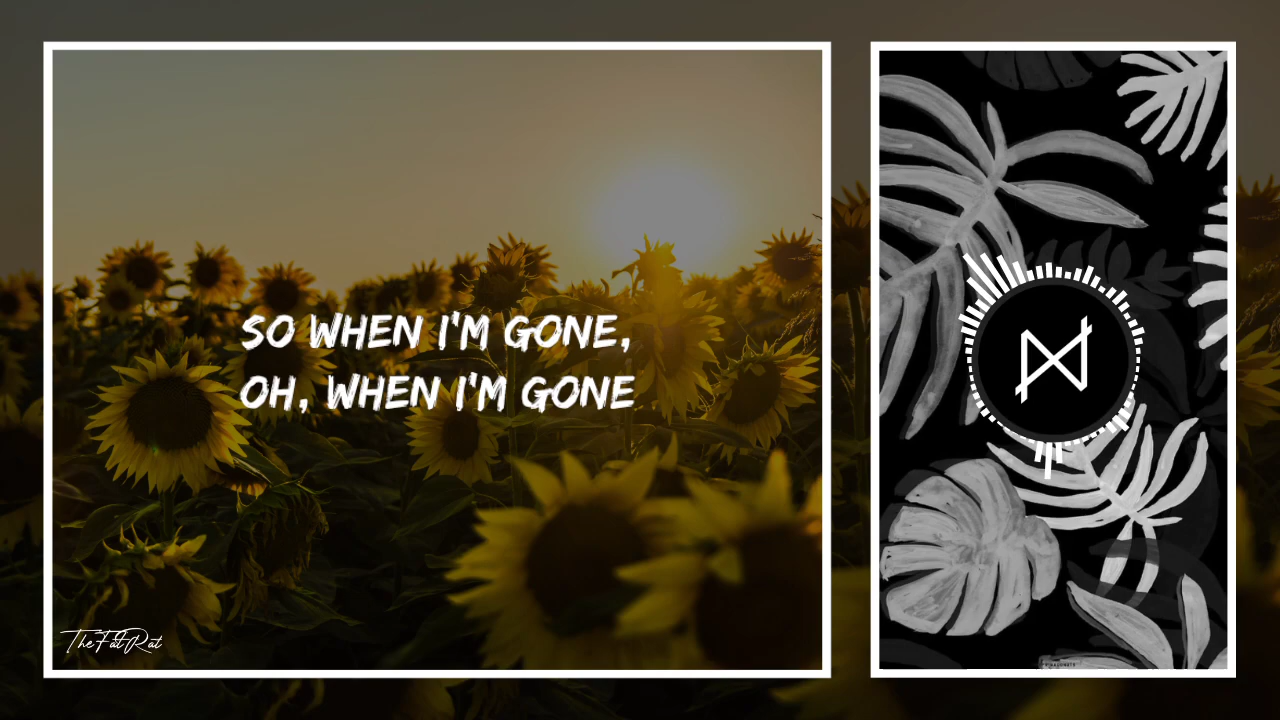 SO WHEN I'M GONE,
OH, WHEN I'M GONE
TheFatRat